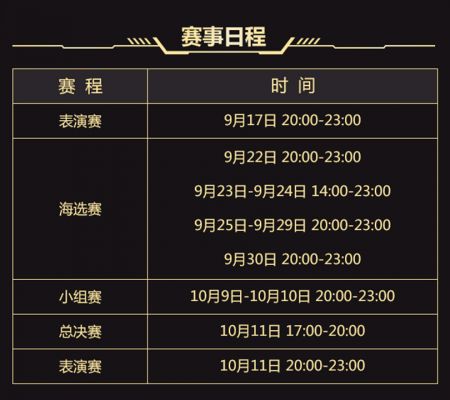 赛事日程
赛 程 时 间
表演赛 9月17日 20:00-23:00
海选赛 9月22日 20:00-23:00
9月23日-9月24日 14:00-23:00
9月25日-9月29日 20:00-23:00
9月30日 20:00-23:00
小组赛 10月9日-10月10日 20:00-23:00
总决赛 10月11日 17:00-20:00
表演赛 10月11日 20:00-23:00